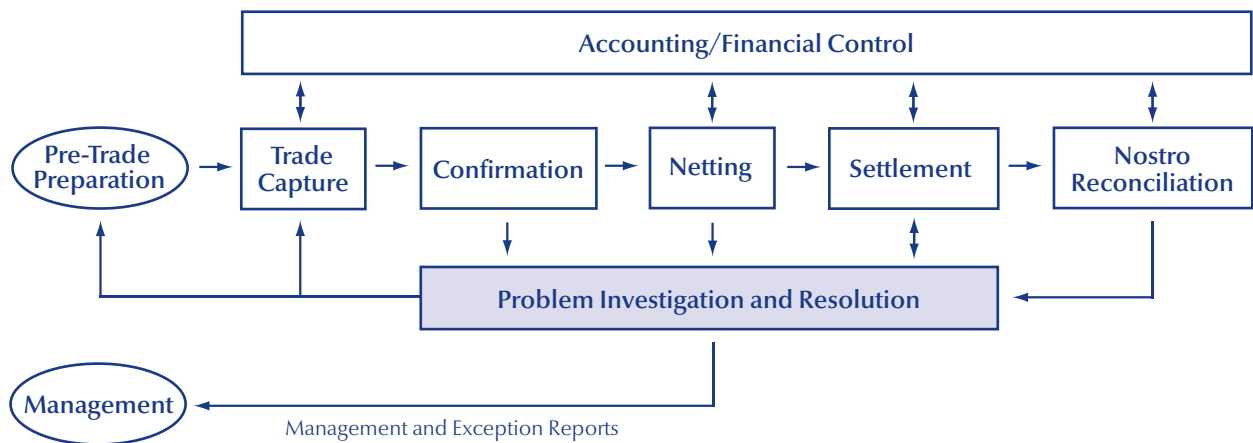 Accounting/Financial Control
Pre-Trade
Preparation
Trade
Capture
Confirmation
Netting
Settlement
Nostro
Reconciliation
Problem Investigation and Resolution
Management
Management and Exception Reports